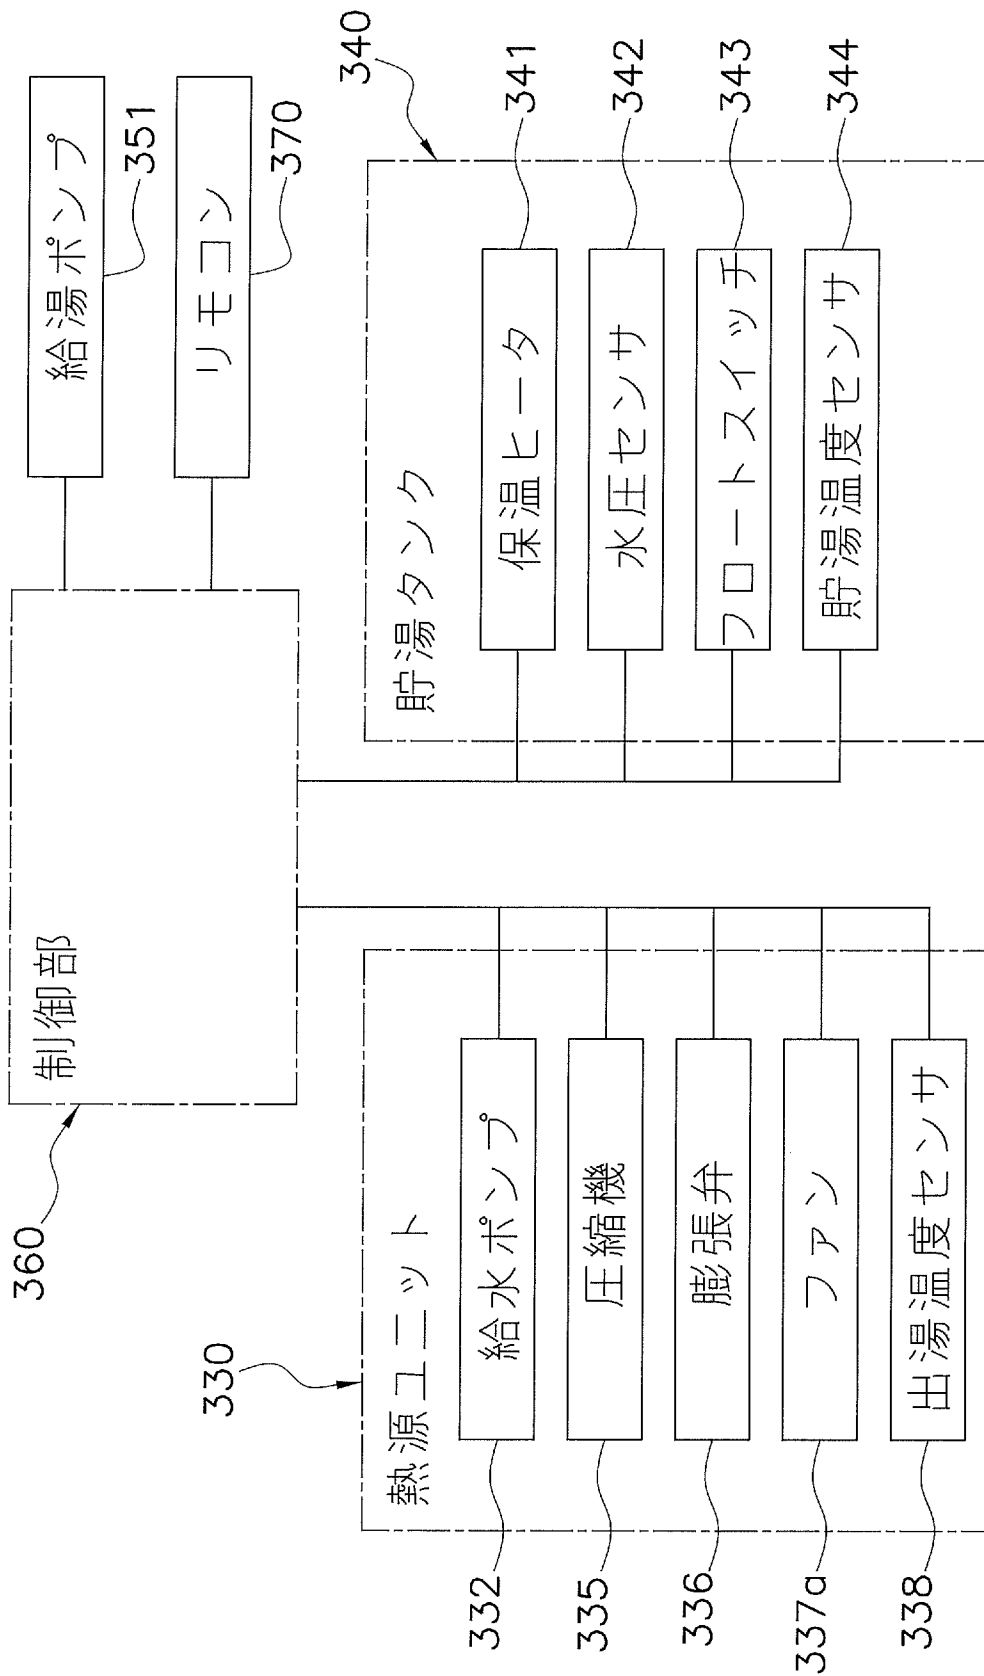 360
制御部
給湯ポンプ
351
リモコン
370
330
熱源ユニット
332
給水ポンプ
335
圧縮機
336
膨張弁
337a
ファン
338
出湯温度センサ
340
貯湯タンク
保温ヒータ
341
水圧センサ
342
フロートスイッチ
343
貯湯温度センサ
344